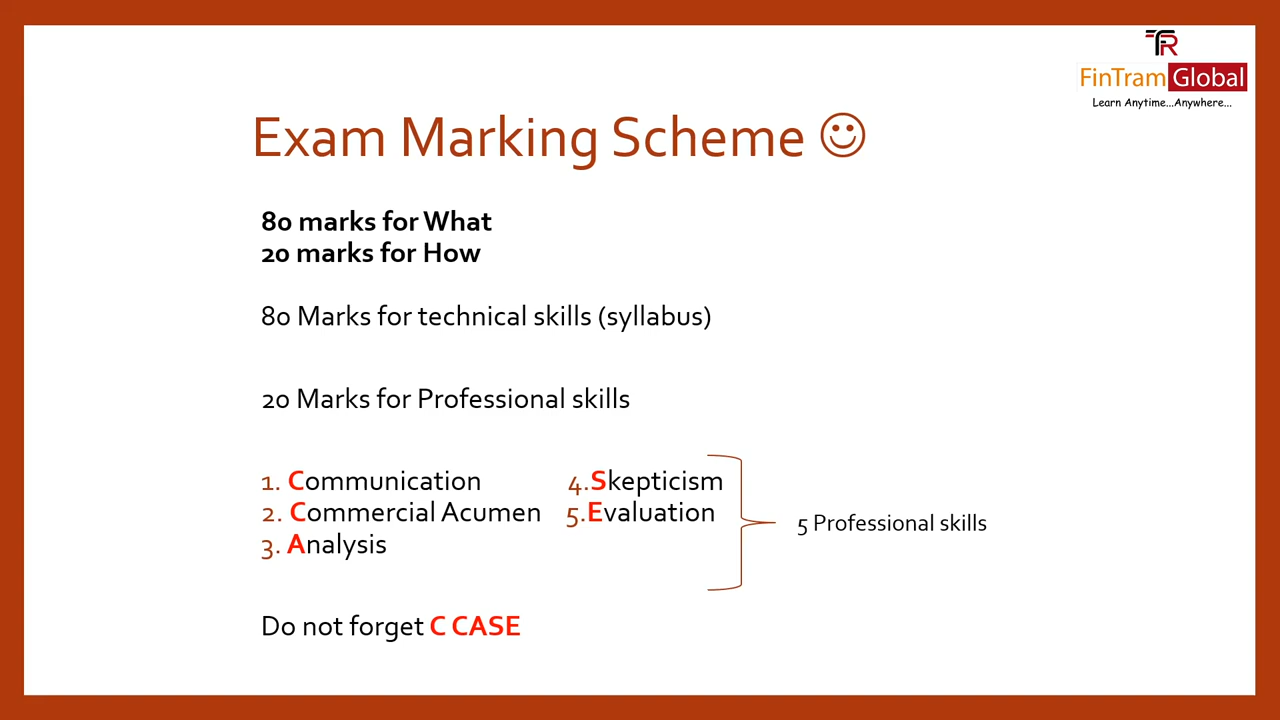 TR
FinTram Global
Learn Anytime...Anywhere...
Exam Marking Scheme ☺
80 marks for What
20 marks for How
80 Marks for technical skills (syllabus)
20 Marks for Professional skills
1. Communication
2. Commercial Acumen
3. Analysis
4.Skepticism
5.Evaluation
5 Professional skills
Do not forget C CASE